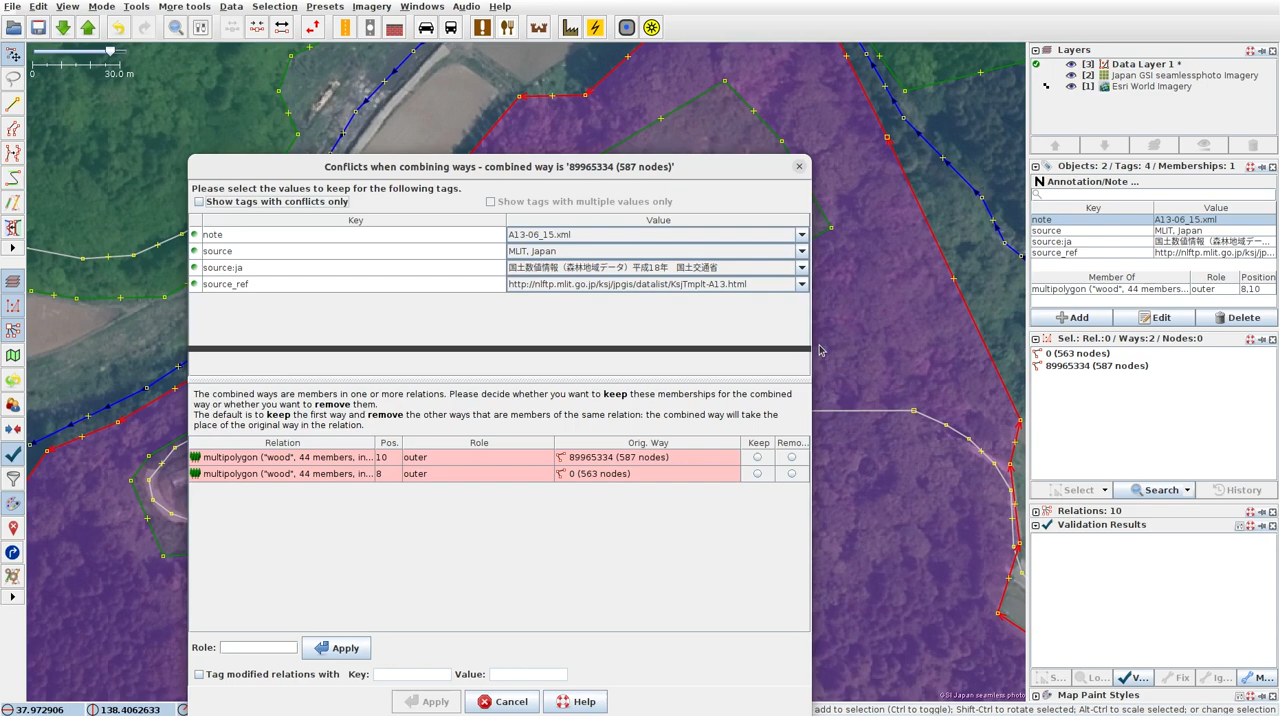 File Edit View Mode Tools More tools Data Selection Presets Imagery Windows Audio Help
0 30.0 m
Conflicts when combining ways - combined way is '89965334 (587 nodes)'
Please select the values to keep for the following tags.
Show tags with conflicts only Show tags with multiple values only
Key Value
note A13-06_15.xml
source MLIT, Japan
source:ja 国土数値情報（森林地域データ）平成18年 国土交通省
source_ref http://nlftp.mlit.go.jp/ksj/jpgis/datalist/KsjTmplt-A13.html
The combined ways are members in one or more relations. Please decide whether you want to keep these memberships for the combined
way or whether you want to remove them.
The default is to keep the first way and remove the other ways that are members of the same relation: the combined way will take the
place of the original way in the relation.
Relation Pos. Role Orig. Way Keep Remo...
multipolygon ("wood", 44 members, in... 10 outer 89965334 (587 nodes)
multipolygon ("wood", 44 members, in... 8 outer 0 (563 nodes)
Role: Apply
Tag modified relations with Key: Value:
Apply Cancel Help
Layers
[3] Data Layer 1 *
[2] Japan GSI seamlessphoto Imagery
[1] Esri World Imagery
Objects: 2 / Tags: 4 / Memberships: 1
N Annotation/Note ...
Key Value
note A13-06_15.xml
source MLIT, Japan
source:ja 国土数値情報（森林地域デー...
source_ref http://nlftp.mlit.go.jp/ksj...
Member Of Role Position
multipolygon ("wood", 44 members... outer 8,10
Add Edit Delete
Sel.: Rel.:0 / Ways:2 / Nodes:0
0 (563 nodes)
89965334 (587 nodes)
Select Search History
Relations: 10
Validation Results
S... Lo... V... Fix Ig... M...
GSI Japan seamless photo
Map Paint Styles
37.972906 138.4062633 add to selection (Ctrl to toggle); Shift-Ctrl to rotate selected; Alt-Ctrl to scale selected; or change selection